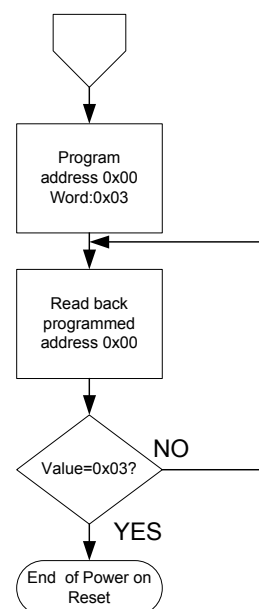 Program
address 0x00
Word:0x03
Read back
programmed
address 0x00
Value=0x03?
NO
YES
End of Power on
Reset